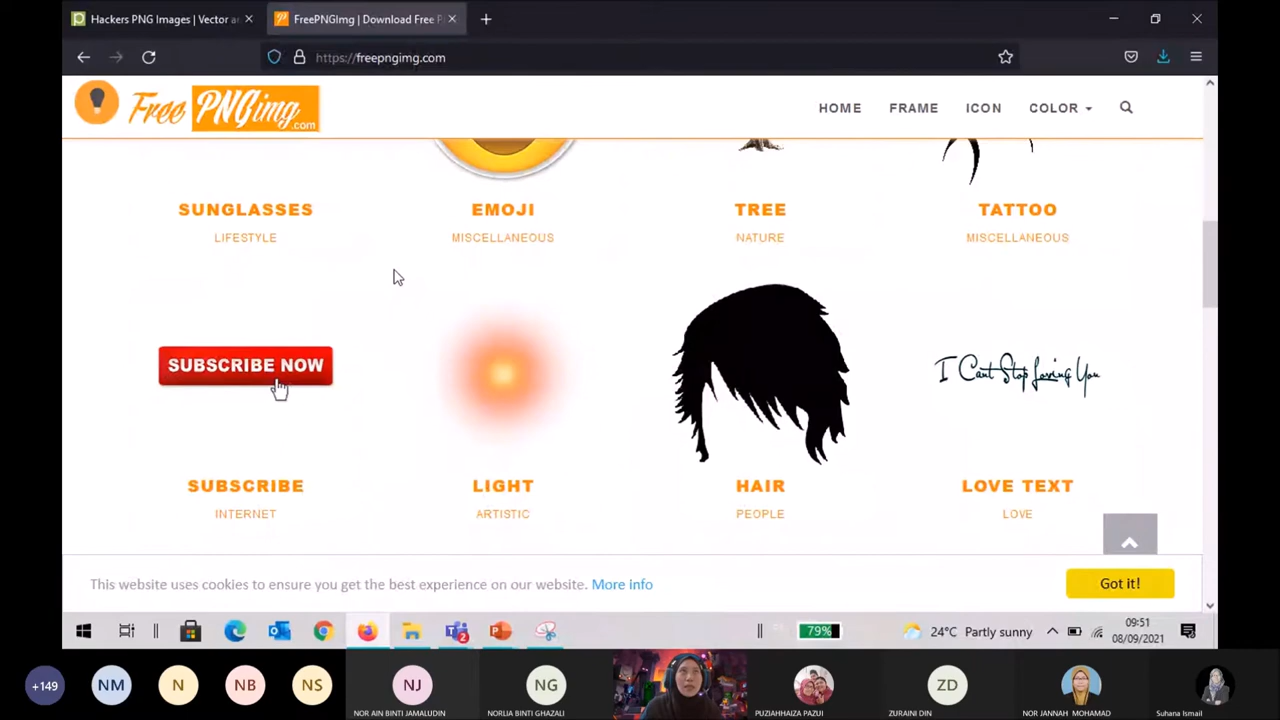 Hackers PNG Images | Vector a
FreePNGImg | Download Free P
https://freepngimg.com
Free PNGimg .com
HOME
FRAME
ICON
COLOR
SUNGLASSES
EMOJI
TREE
TATTOO
LIFESTYLE
MISCELLANEOUS
NATURE
MISCELLANEOUS
SUBSCRIBE NOW
I Cant Stop Loving You
SUBSCRIBE
LIGHT
HAIR
LOVE TEXT
INTERNET
ARTISTIC
PEOPLE
LOVE
This website uses cookies to ensure you get the best experience on our website. More info
Got it!
2
79%
24°C Partly sunny
09:51
08/09/2021
+149
NM
N
NB
NS
NJ
NG
ZD
NOR AIN BINTI JAMALUDIN
NORLIA BINTI GHAZALI
PUZIAHHAIZA PAZUI
ZURAINI DIN
NOR JANNAH MOHAMAD
Suhana Ismail